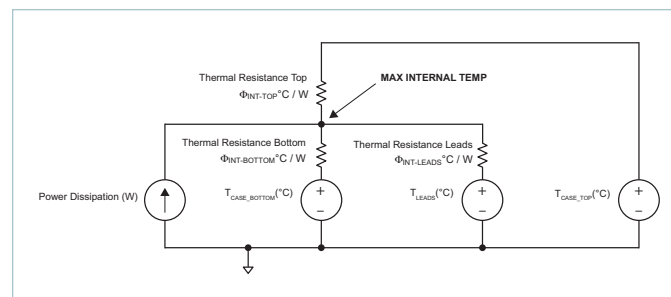 Thermal Resistance Top
ΦINT-TOP°C / W
MAX INTERNAL TEMP
Thermal Resistance Bottom
ΦINT-BOTTOM°C / W
Thermal Resistance Leads
ΦINT-LEADS°C / W
Power Dissipation (W)
TCASE_BOTTOM(°C)
+
–
TLEADS(°C)
+
–
TCASE_TOP(°C)
+
–